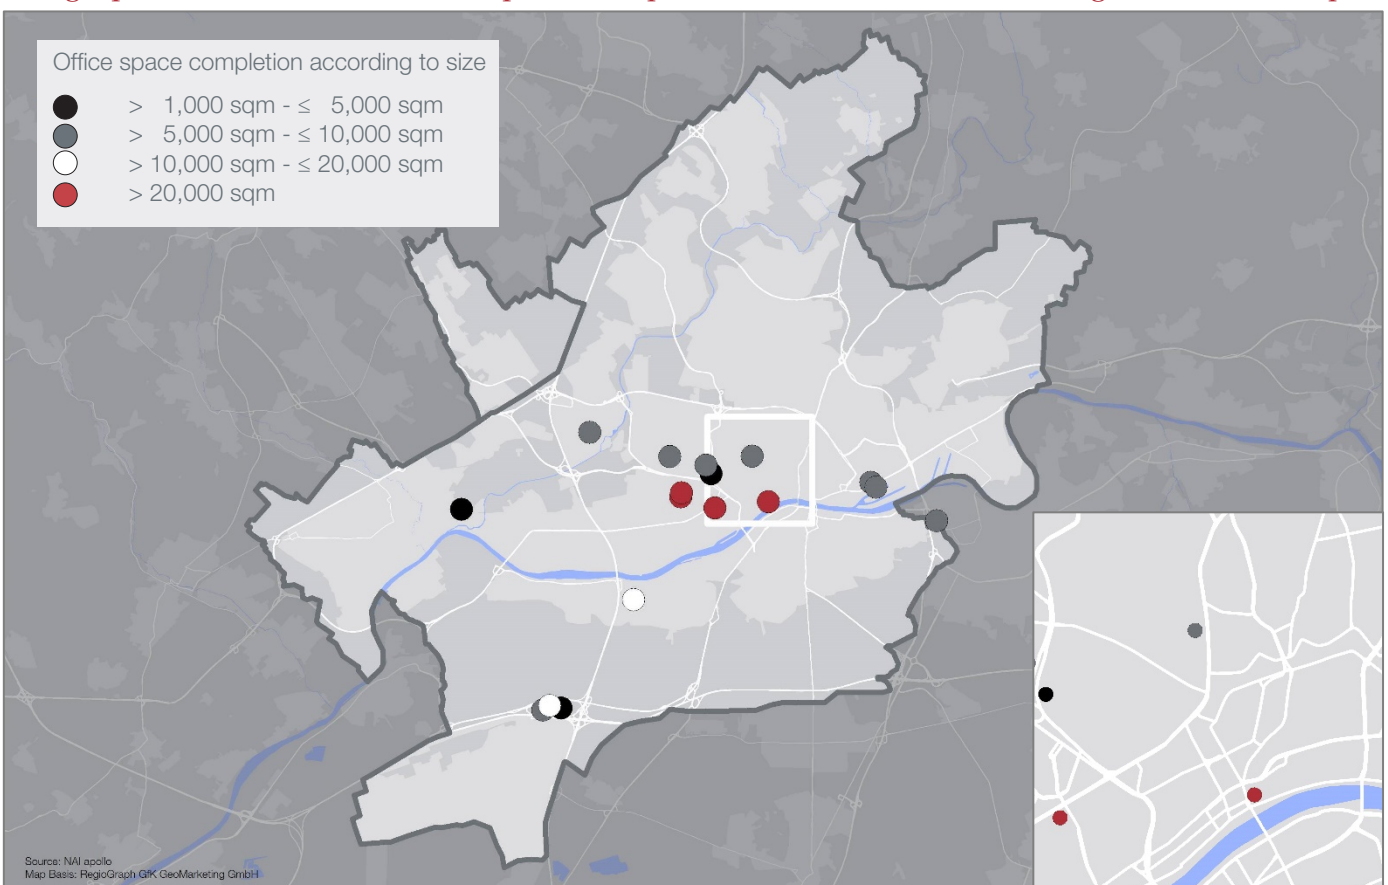 Office space completion according to size
> 1,000 sqm - ≤ 5,000 sqm
> 5,000 sqm - ≤ 10,000 sqm
> 10,000 sqm - ≤ 20,000 sqm
> 20,000 sqm
Source: NAI apollo
Map Basis: RegioGraph GfK GeoMarketing GmbH